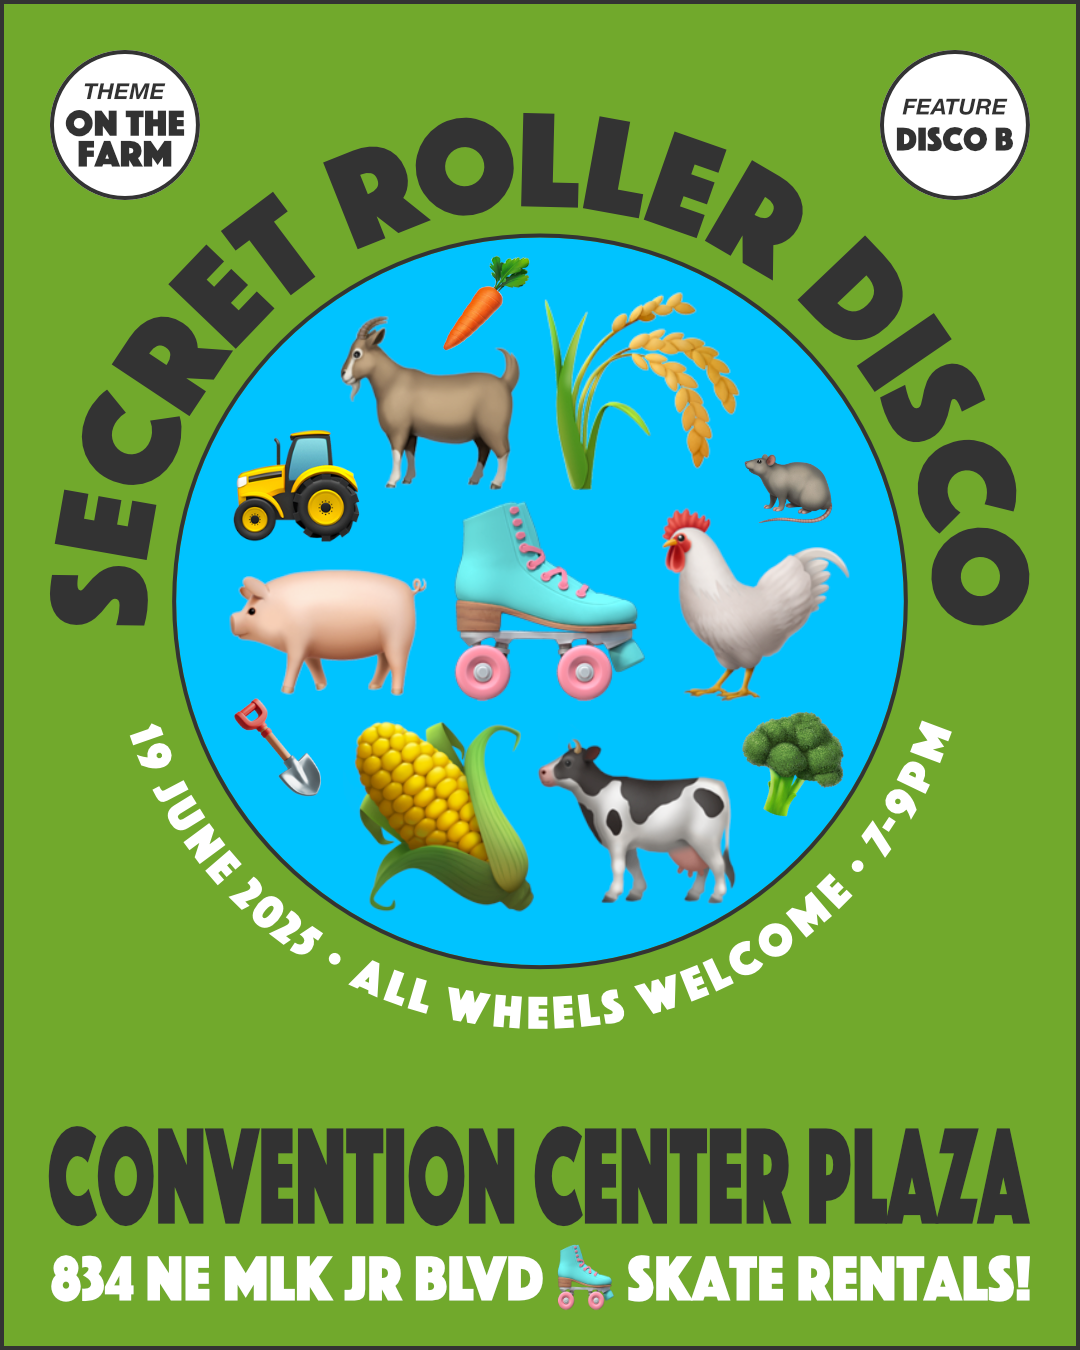 THEME
ON THE
FARM
FEATURE
DISCO B
SECRET ROLLER DISCO
19 JUNE 2025 • ALL WHEELS WELCOME • 7-9PM
CONVENTION CENTER PLAZA
834 NE MLK JR BLVD 🛼 SKATE RENTALS!